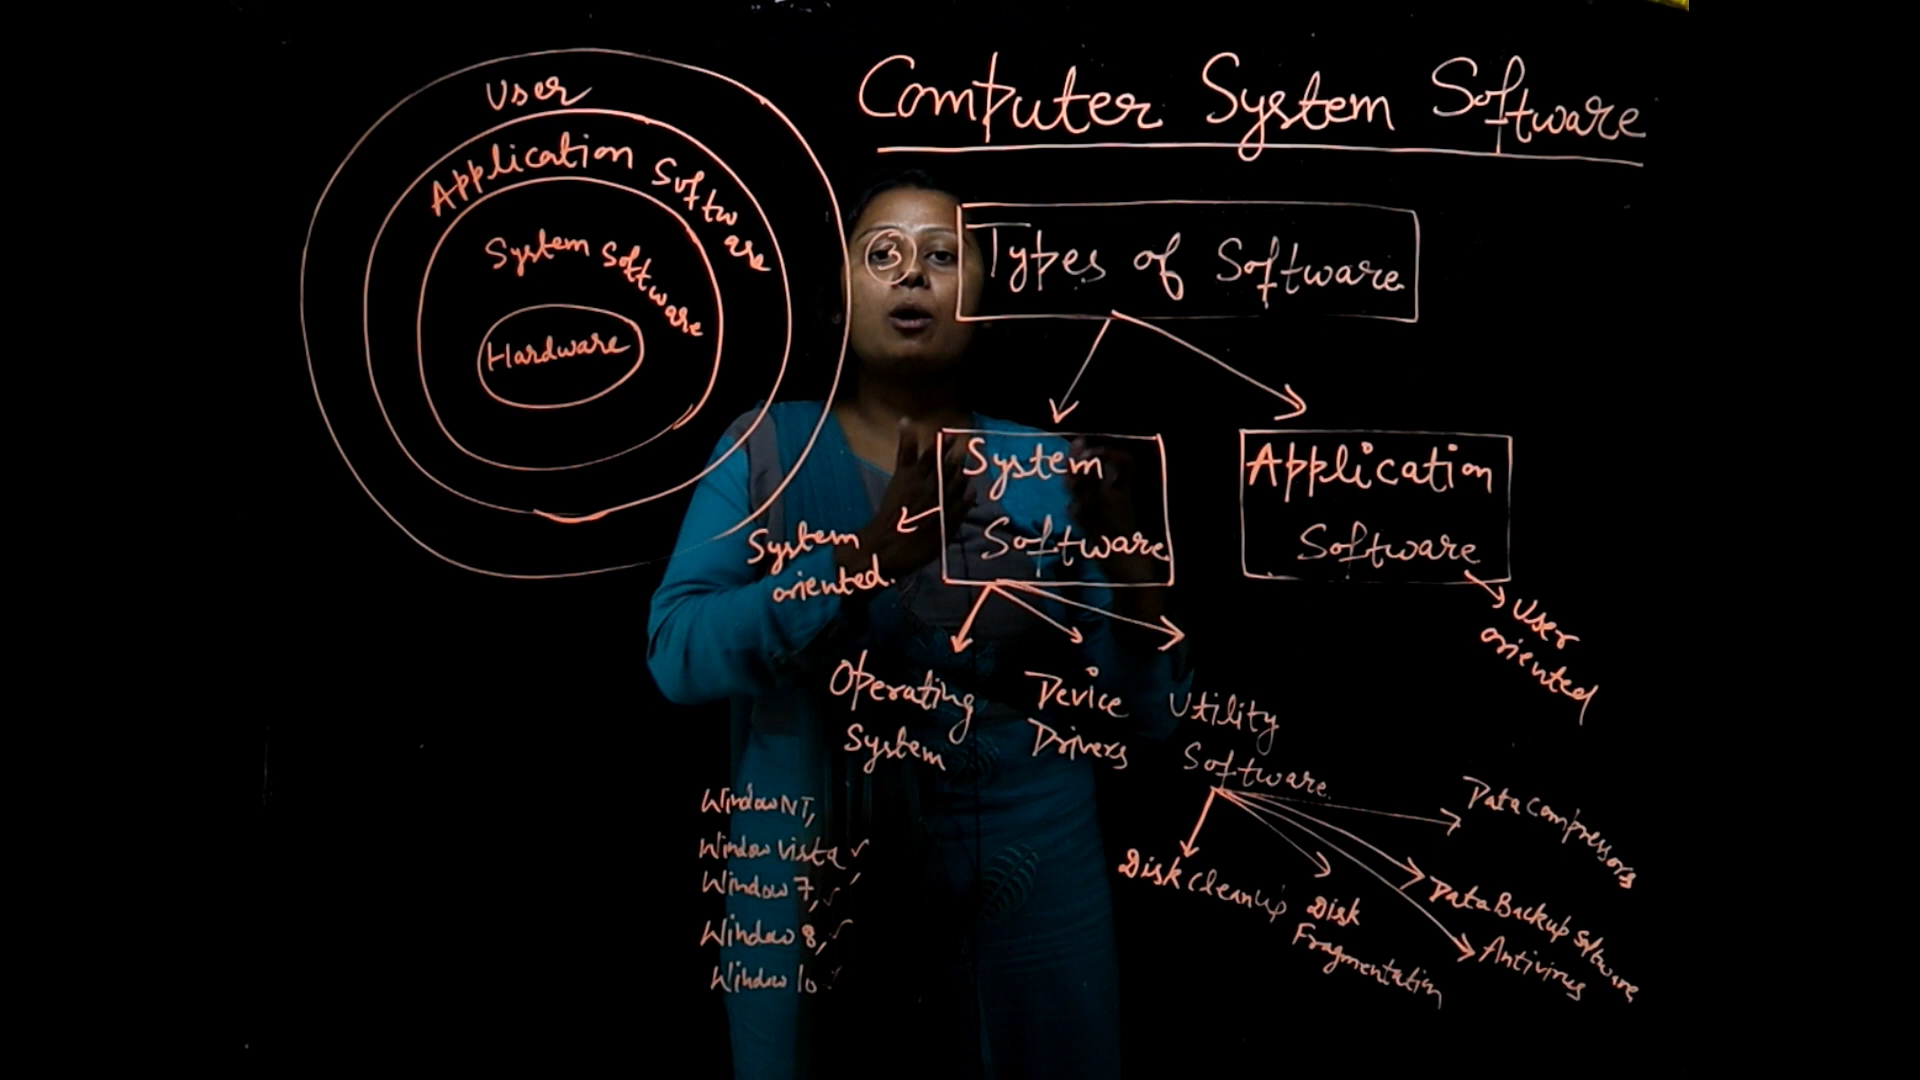 Computer System Software
User
Application Software
System Software
Hardware
Types of Software
System
Software
Application
Software
System
oriented.
User
oriented
Operating
System
Device
Drivers
Utility
Software
Window NT,
Window Vista
Window 7,
Window 8,
Window 10
Disk Cleanup
Disk
Fragmentation
Data Compressors
Data Backup Software
Antivirus